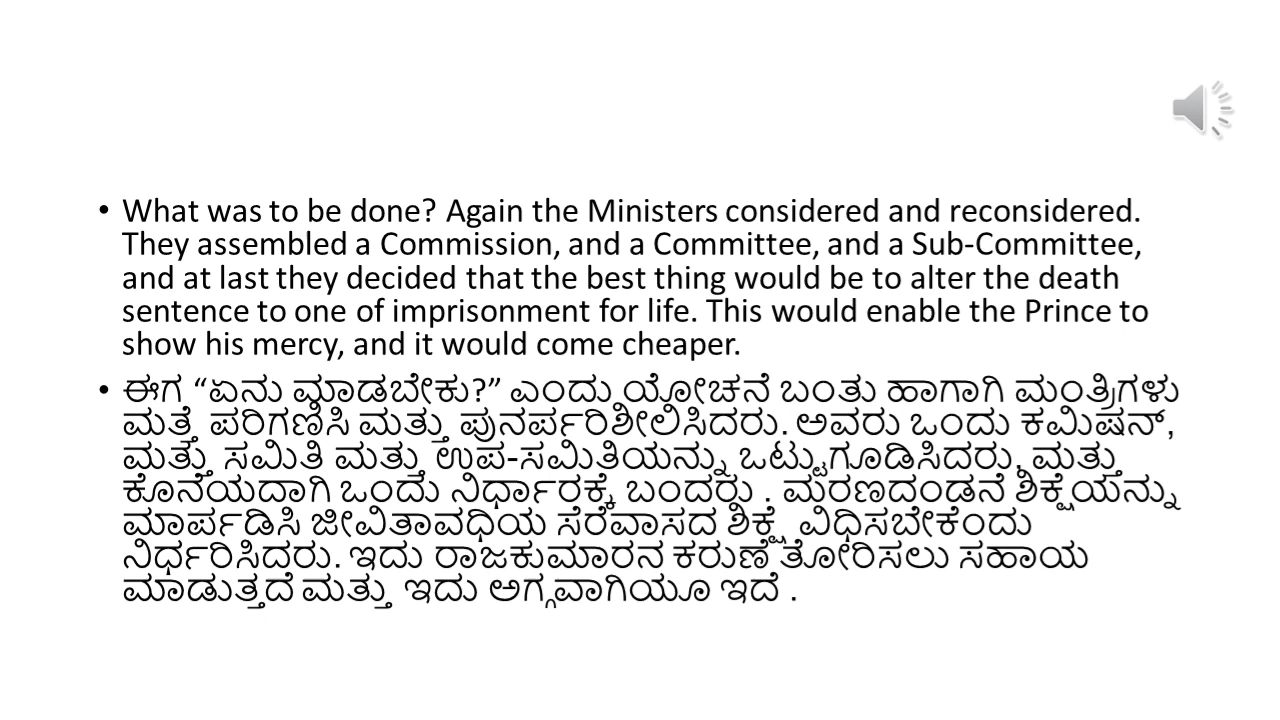 • What was to be done? Again the Ministers considered and reconsidered.
They assembled a Commission, and a Committee, and a Sub-Committee,
and at last they decided that the best thing would be to alter the death
sentence to one of imprisonment for life. This would enable the Prince to
show his mercy, and it would come cheaper.
• ಈಗ “ಏನು ಮಾಡಬೇಕು?” ಎಂದು ಯೋಚನೆ ಬಂತು ಹಾಗಾಗಿ ಮಂತ್ರಿಗಳು
ಮತ್ತೆ ಪರಿಗಣಿಸಿ ಮತ್ತು ಪುನರ್ಪರಿಶೀಲಿಸಿದರು. ಅವರು ಒಂದು ಕಮಿಷನ್,
ಮತ್ತು ಸಮಿತಿ ಮತ್ತು ಉಪ-ಸಮಿತಿಯನ್ನು ಒಟ್ಟುಗೂಡಿಸಿದರು, ಮತ್ತು
ಕೊನೆಯದಾಗಿ ಒಂದು ನಿರ್ಧಾರಕ್ಕೆ ಬಂದರು . ಮರಣದಂಡನೆ ಶಿಕ್ಷೆಯನ್ನು
ಮಾರ್ಪಡಿಸಿ ಜೀವಿತಾವಧಿಯ ಸೆರೆವಾಸದ ಶಿಕ್ಷೆ ವಿಧಿಸಬೇಕೆಂದು
ನಿರ್ಧರಿಸಿದರು. ಇದು ರಾಜಕುಮಾರನ ಕರುಣೆ ತೋರಿಸಲು ಸಹಾಯ
ಮಾಡುತ್ತದೆ ಮತ್ತು ಇದು ಅಗ್ಗವಾಗಿಯೂ ಇದೆ .